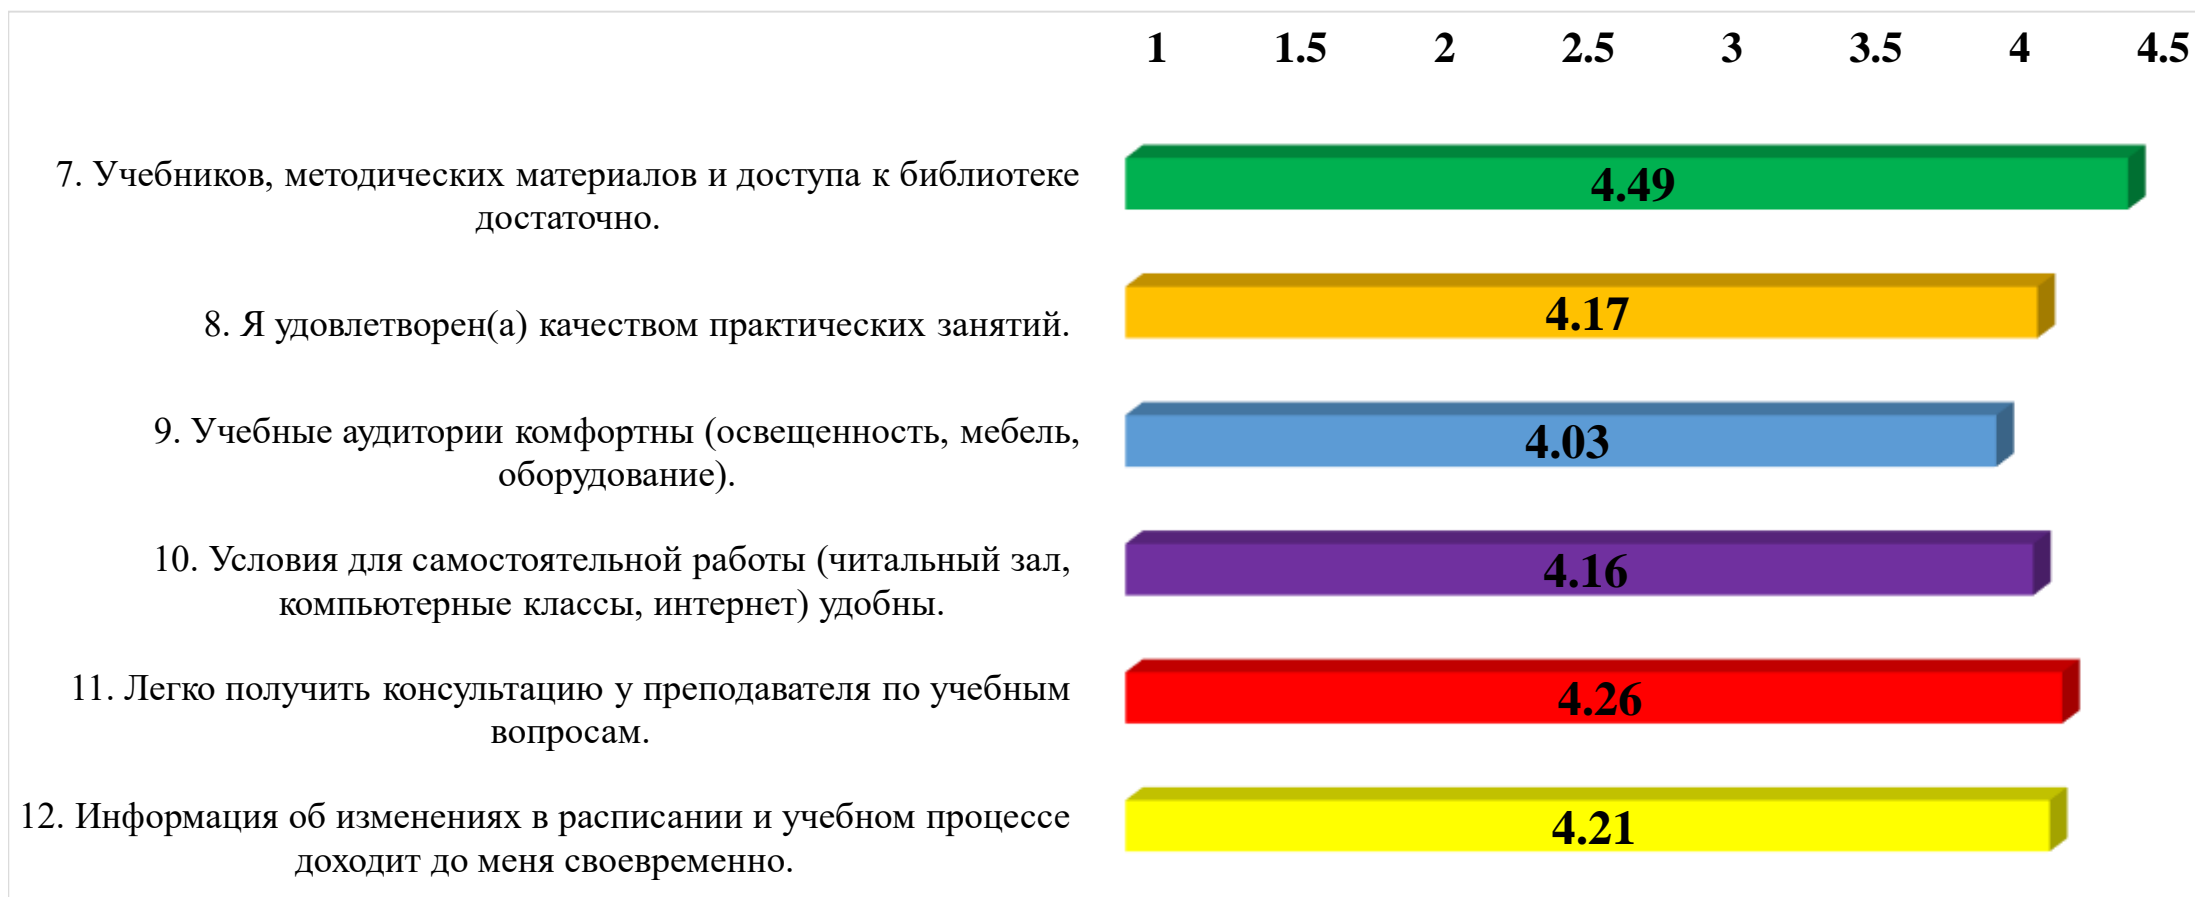 1 1.5 2 2.5 3 3.5 4 4.5
7. Учебников, методических материалов и доступа к библиотеке
достаточно.
4.49
8. Я удовлетворен(а) качеством практических занятий.
4.17
9. Учебные аудитории комфортны (освещенность, мебель,
оборудование).
4.03
10. Условия для самостоятельной работы (читальный зал,
компьютерные классы, интернет) удобны.
4.16
11. Легко получить консультацию у преподавателя по учебным
вопросам.
4.26
12. Информация об изменениях в расписании и учебном процессе
доходит до меня своевременно.
4.21